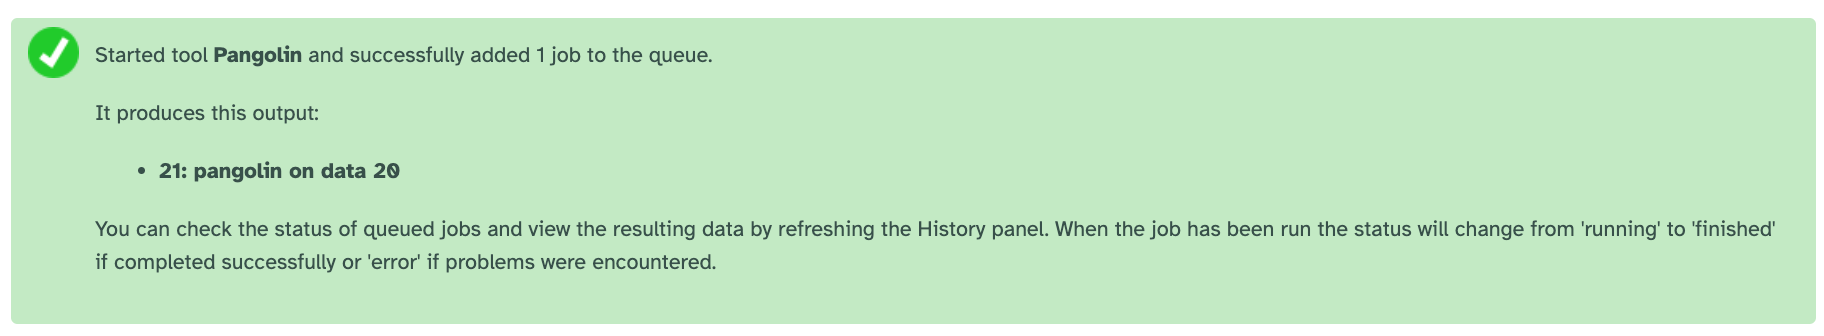 Started tool Pangolin and successfully added 1 job to the queue.
It produces this output:
• 21: pangolin on data 20
You can check the status of queued jobs and view the resulting data by refreshing the History panel. When the job has been run the status will change from 'running' to 'finished'
if completed successfully or 'error' if problems were encountered.